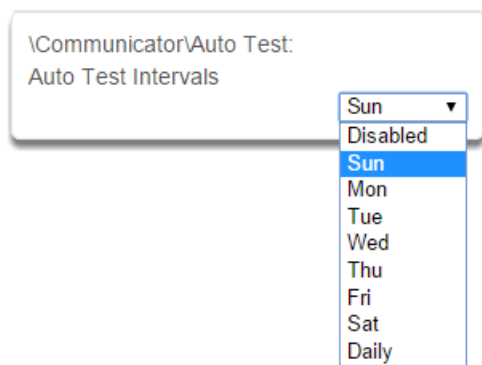 \Communicator\Auto Test:
Auto Test Intervals
Sun
Disabled
Sun
Mon
Tue
Wed
Thu
Fri
Sat
Daily